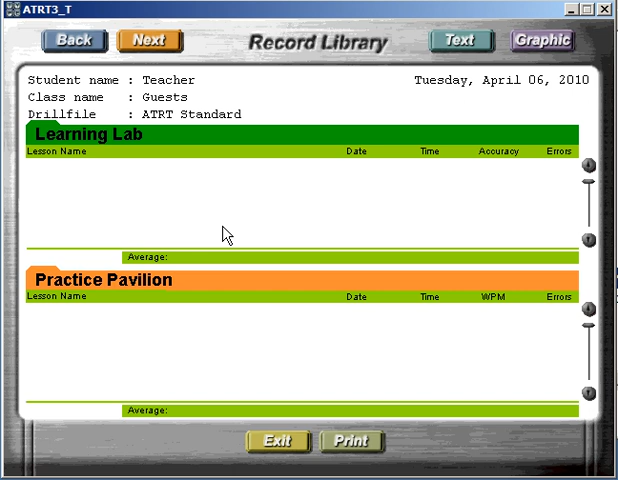 ATRT3_T
Back Next Record Library Text Graphic
Student name : Teacher Tuesday, April 06, 2010
Class name : Guests
Drillfile : ATRT Standard
Learning Lab
Lesson Name Date Time Accuracy Errors
Average:
Practice Pavilion
Lesson Name Date Time WPM Errors
Average:
Exit Print